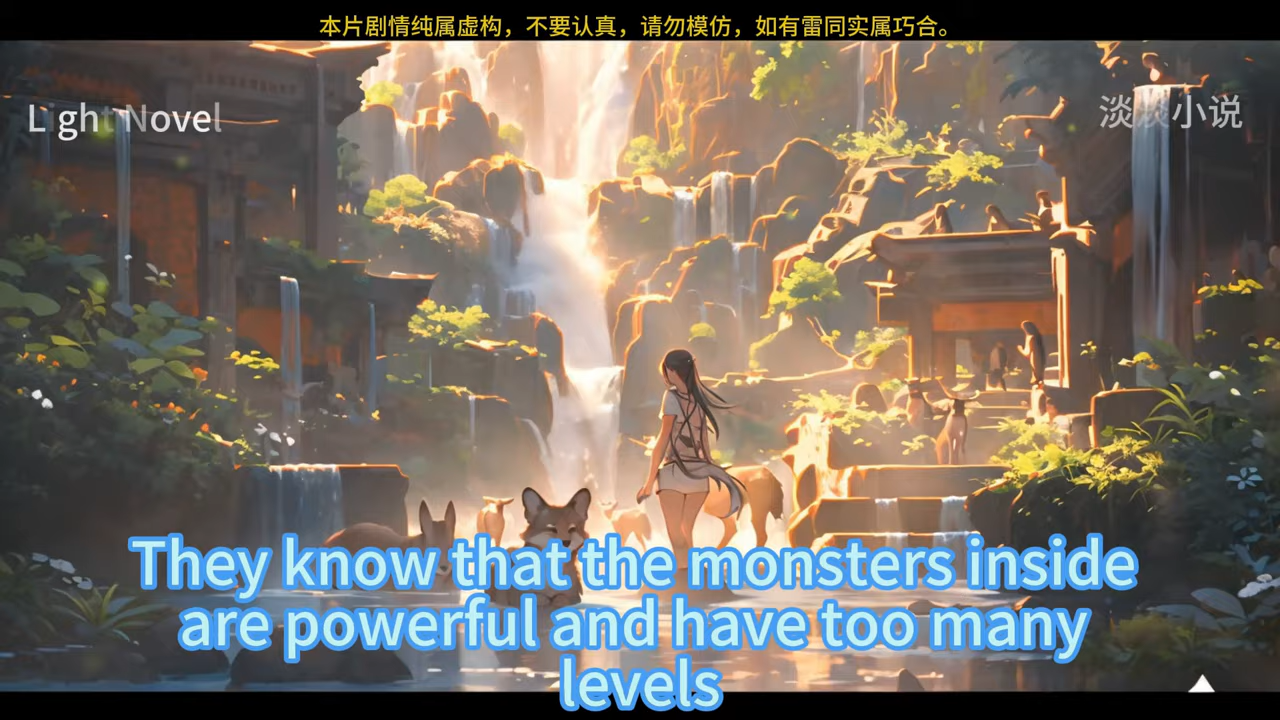 本片剧情纯属虚构，不要认真，请勿模仿，如有雷同实属巧合。
Light Novel
淡淡小说
They know that the monsters inside
are powerful and have too many
levels